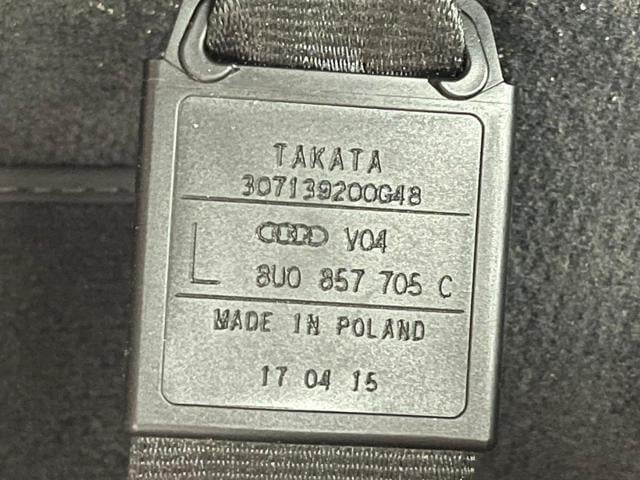 TAKATA
307139200G48
V04
L 8U0 857 705 C
MADE IN POLAND
17 04 15